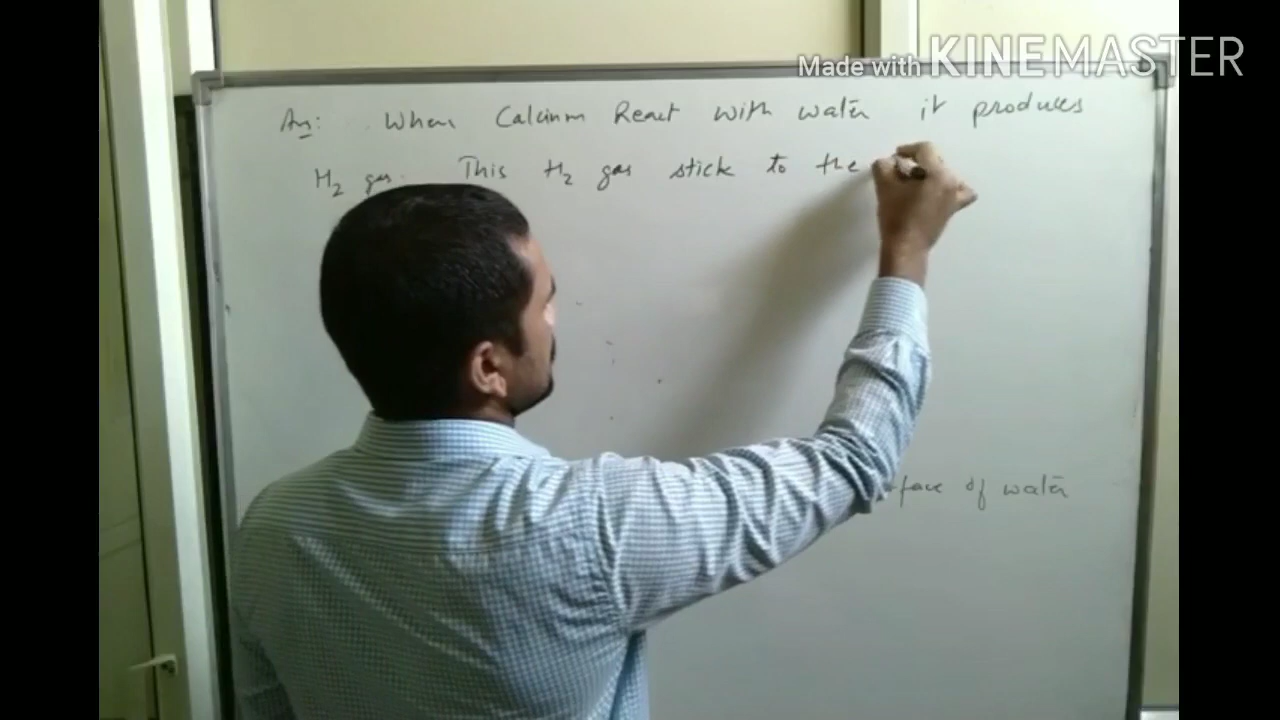 Made with KINEMASTER
Ans: When Calcium React with water it produces
H2 gas. This H2 gas stick to the
face of water